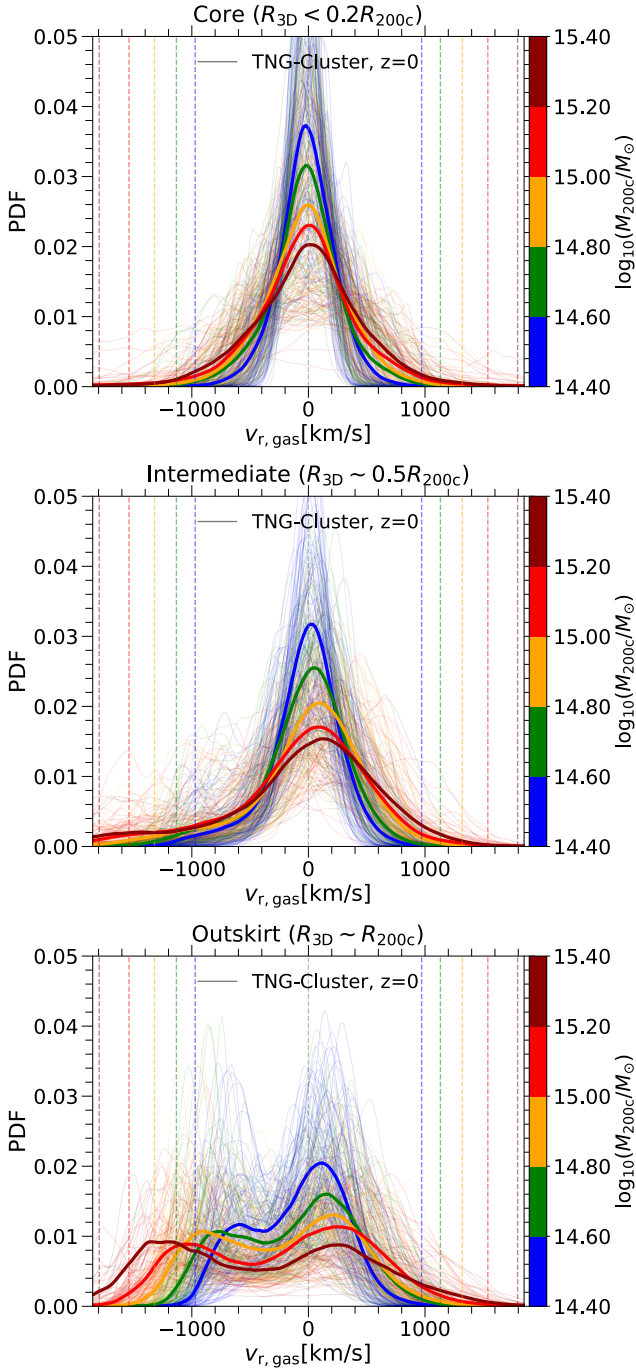 Core (R3D < 0.2R200c)
TNG-Cluster, z=0
PDF
0.05
0.04
0.03
0.02
0.01
0.00
−1000 0 1000
vr, gas[km/s]
15.40
15.20
15.00
14.80
14.60
14.40
log10(M200c/M⊙)
Intermediate (R3D ∼ 0.5R200c)
TNG-Cluster, z=0
PDF
0.05
0.04
0.03
0.02
0.01
0.00
−1000 0 1000
vr, gas[km/s]
15.40
15.20
15.00
14.80
14.60
14.40
log10(M200c/M⊙)
Outskirt (R3D ∼ R200c)
TNG-Cluster, z=0
PDF
0.05
0.04
0.03
0.02
0.01
0.00
−1000 0 1000
vr, gas[km/s]
15.40
15.20
15.00
14.80
14.60
14.40
log10(M200c/M⊙)